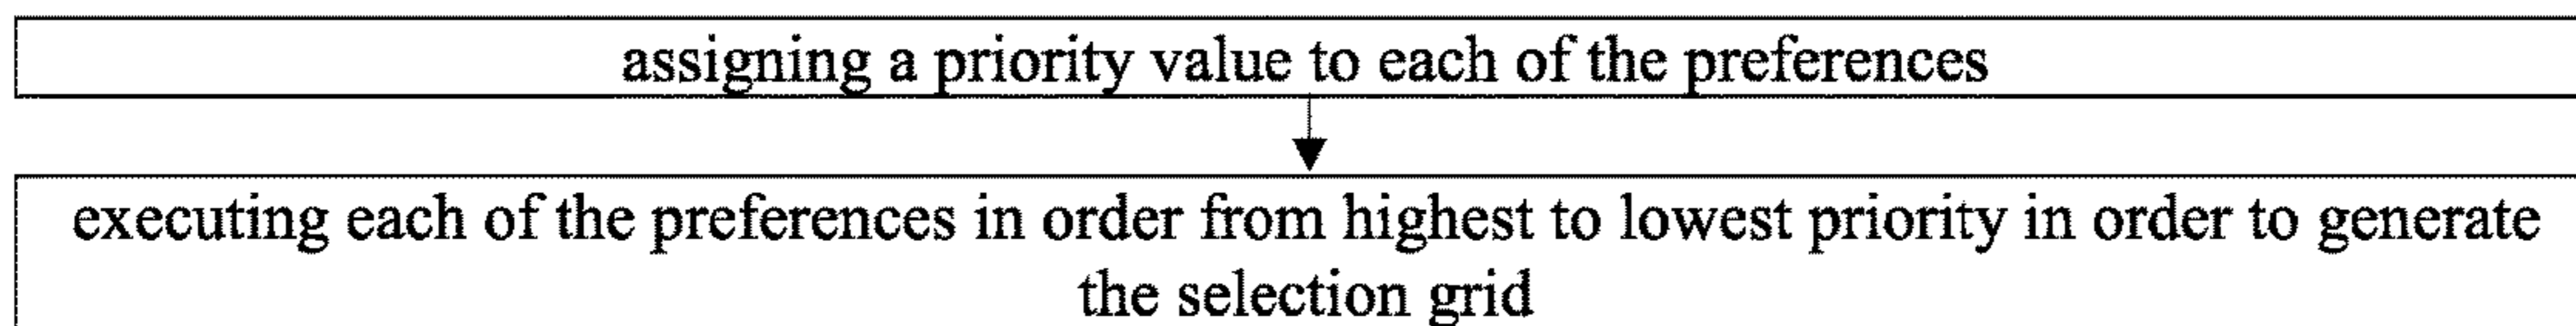 assigning a priority value to each of the preferences
executing each of the preferences in order from highest to lowest priority in order to generate
the selection grid